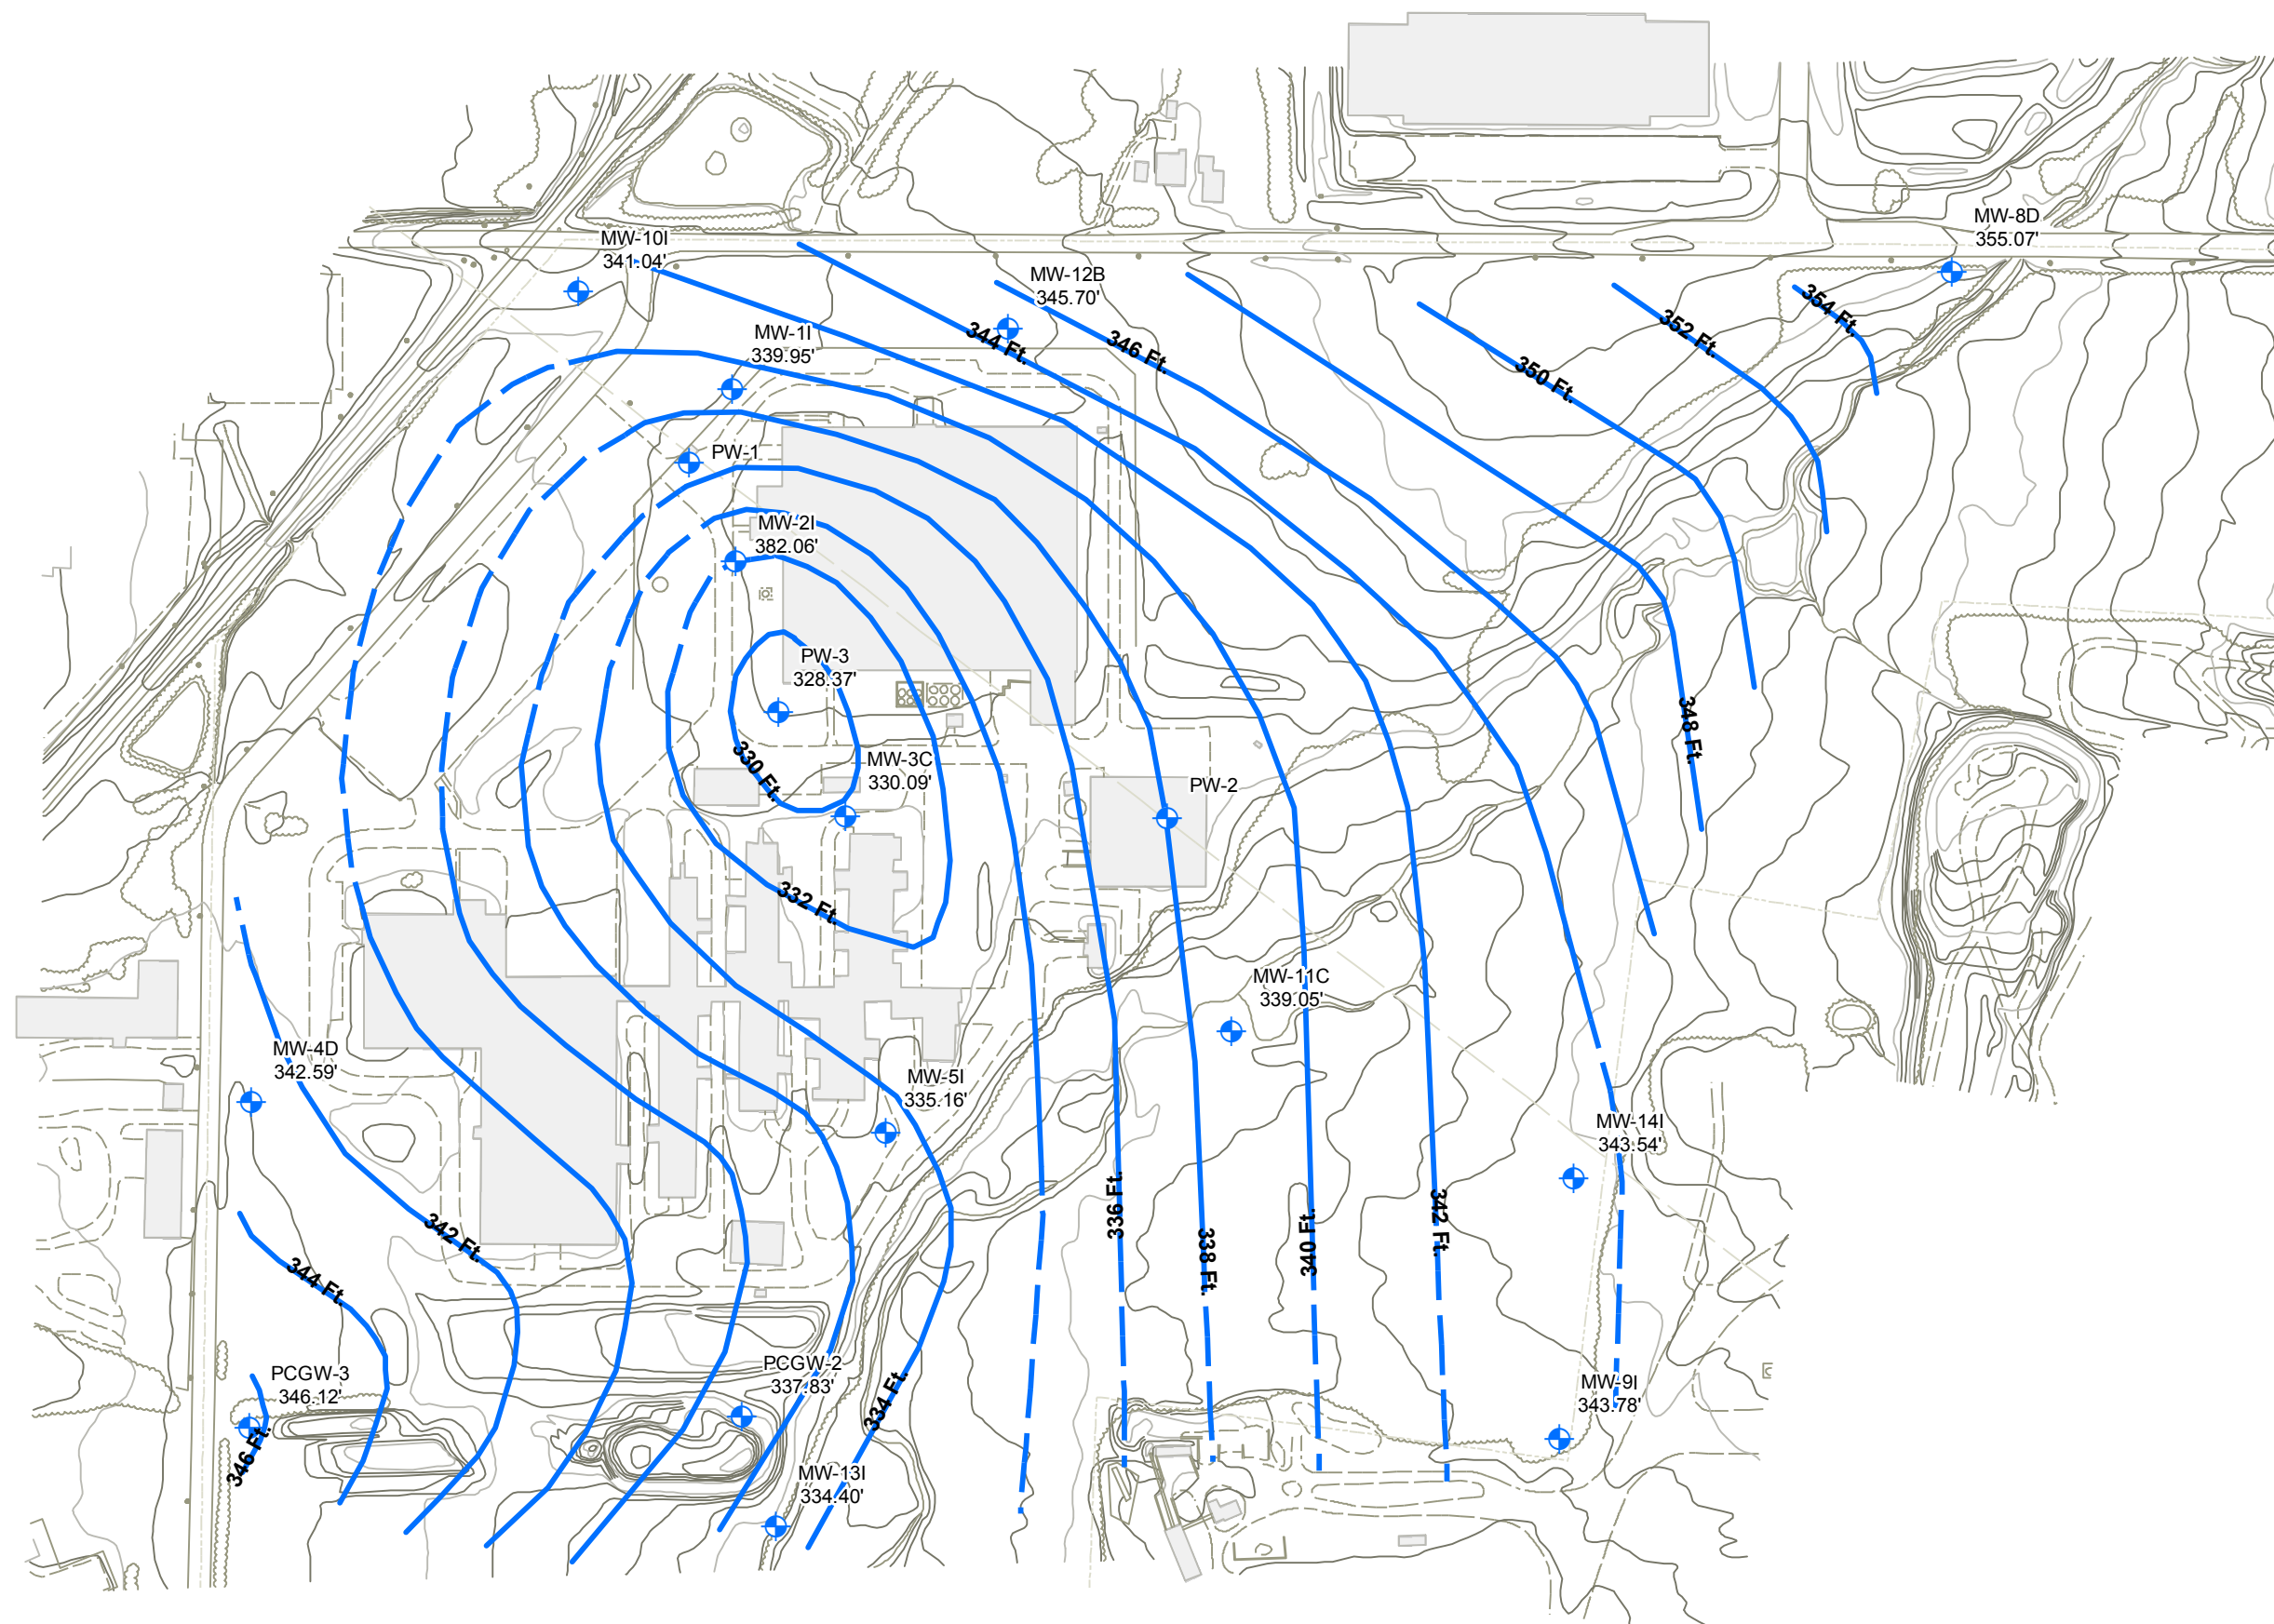 MW-8D
355.07'
MW-10I
341.04'
MW-12B
345.70'
354 Ft.
352 Ft.
MW-1I
339.95'
344 Ft.
346 Ft.
350 Ft.
PW-1
MW-2I
382.06'
PW-3
328.37'
348 Ft.
330 Ft.
MW-3C
330.09'
PW-2
332 Ft.
MW-11C
339.05'
MW-4D
342.59'
MW-5I
335.16'
MW-14I
343.54'
336 Ft.
338 Ft.
340 Ft.
342 Ft.
342 Ft.
344 Ft.
PCGW-3
346.12'
PCGW-2
337.83'
334 Ft.
MW-9I
343.78'
346 Ft.
MW-13I
334.40'